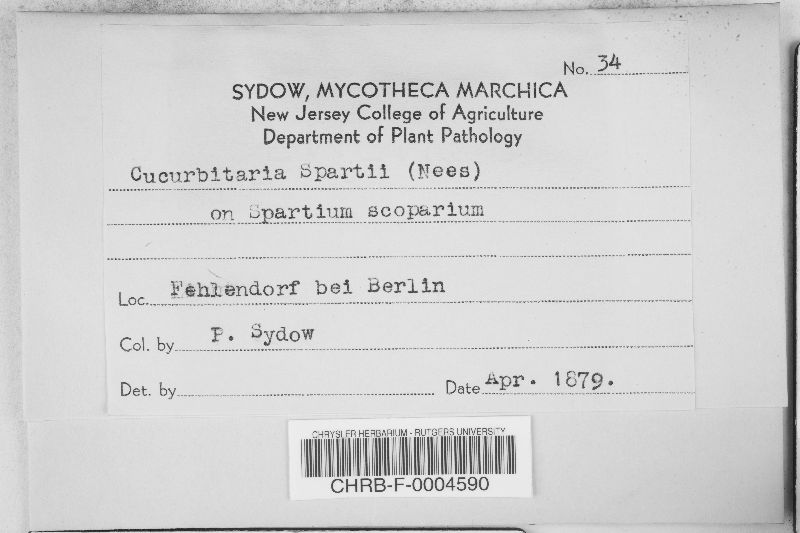 No. 34
SYDOW, MYCOTHECA MARCHICA
New Jersey College of Agriculture
Department of Plant Pathology
Cucurbitaria Spartii (Nees)
on Spartium scoparium
Loc. Fehlendorf bei Berlin
Col. by P. Sydow
Det. by
Date Apr. 1879.
CHRYSLER HERBARIUM - RUTGERS UNIVERSITY
CHRB-F-0004590